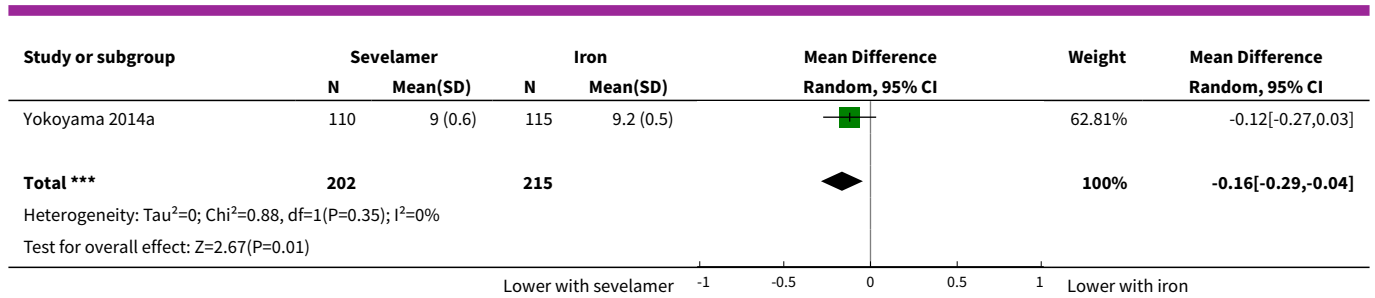 Study or subgroup Sevelamer Iron Mean Difference Weight Mean Difference
N Mean(SD) N Mean(SD) Random, 95% CI Random, 95% CI
Yokoyama 2014a 110 9 (0.6) 115 9.2 (0.5) 62.81% -0.12[-0.27,0.03]
Total *** 202 215 100% -0.16[-0.29,-0.04]
Heterogeneity: Tau²=0; Chi²=0.88, df=1(P=0.35); I²=0%
Test for overall effect: Z=2.67(P=0.01)
Lower with sevelamer -1 -0.5 0 0.5 1 Lower with iron